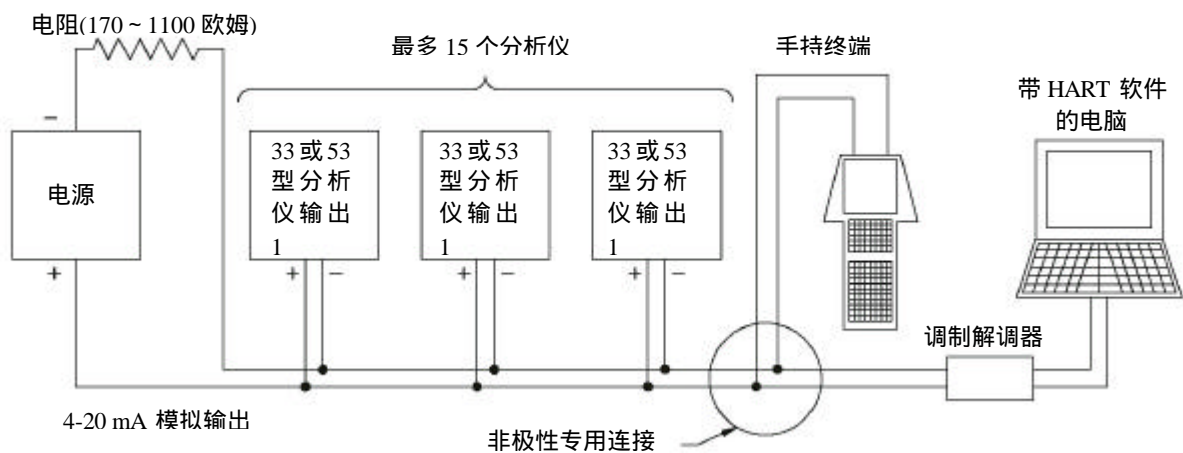 电阻(170 ~ 1100 欧姆)
最多 15 个分析仪
手持终端
带 HART 软件
的电脑
−
电源
+
33 或 53
型分析
仪输出
1
+ −
33 或 53
型分析
仪输出
1
+ −
33 或 53
型分析
仪输出
1
+ −
调制解调器
4-20 mA 模拟输出
非极性专用连接